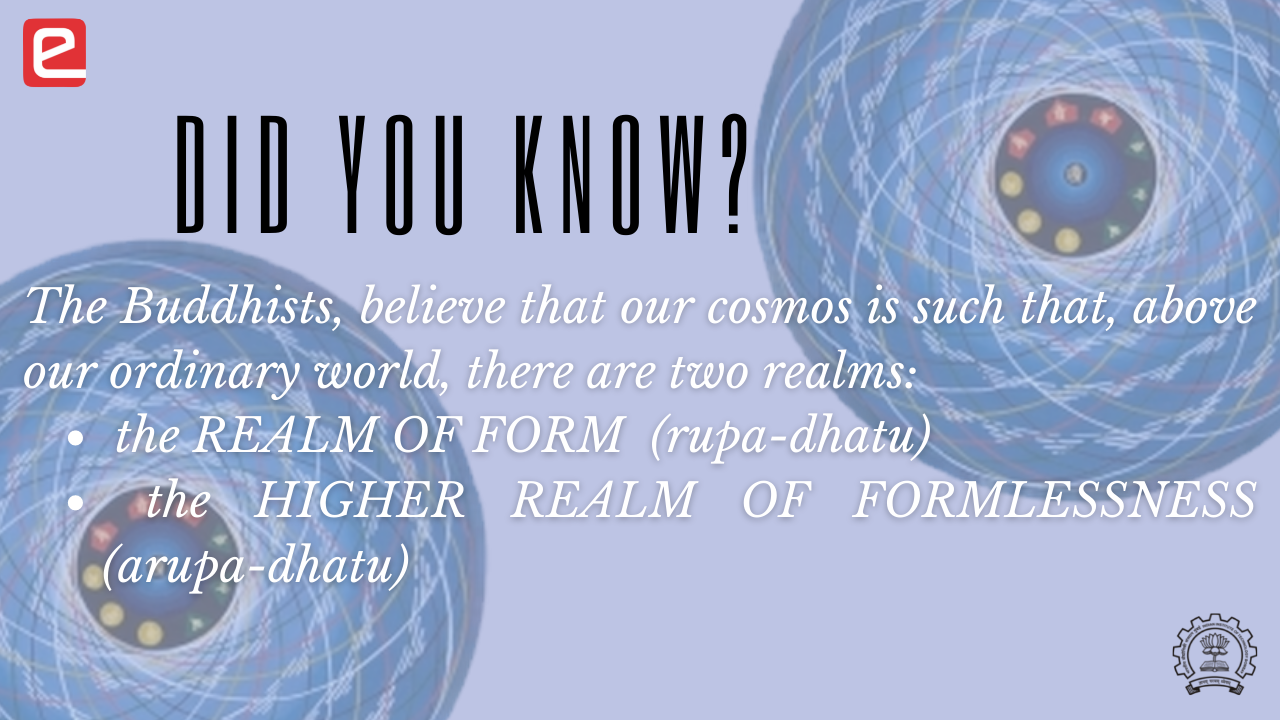 DID YOU KNOW?
The Buddhists, believe that our cosmos is such that, above
our ordinary world, there are two realms:
• the REALM OF FORM (rupa-dhatu)
• the HIGHER REALM OF FORMLESSNESS
(arupa-dhatu)